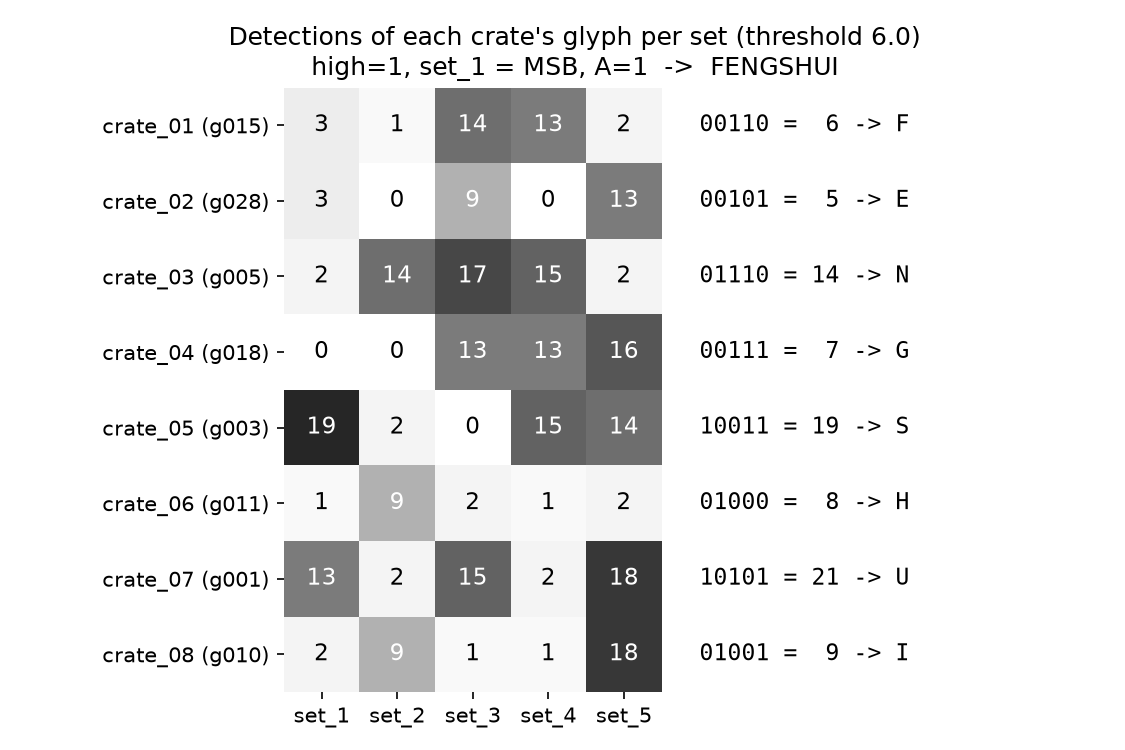 Detections of each crate's glyph per set (threshold 6.0)
high=1, set_1 = MSB, A=1 -> FENGSHUI
crate_01 (g015) 3 1 14 13 2 00110 = 6 -> F
crate_02 (g028) 3 0 9 0 13 00101 = 5 -> E
crate_03 (g005) 2 14 17 15 2 01110 = 14 -> N
crate_04 (g018) 0 0 13 13 16 00111 = 7 -> G
crate_05 (g003) 19 2 0 15 14 10011 = 19 -> S
crate_06 (g011) 1 9 2 1 2 01000 = 8 -> H
crate_07 (g001) 13 2 15 2 18 10101 = 21 -> U
crate_08 (g010) 2 9 1 1 18 01001 = 9 -> I
set_1 set_2 set_3 set_4 set_5